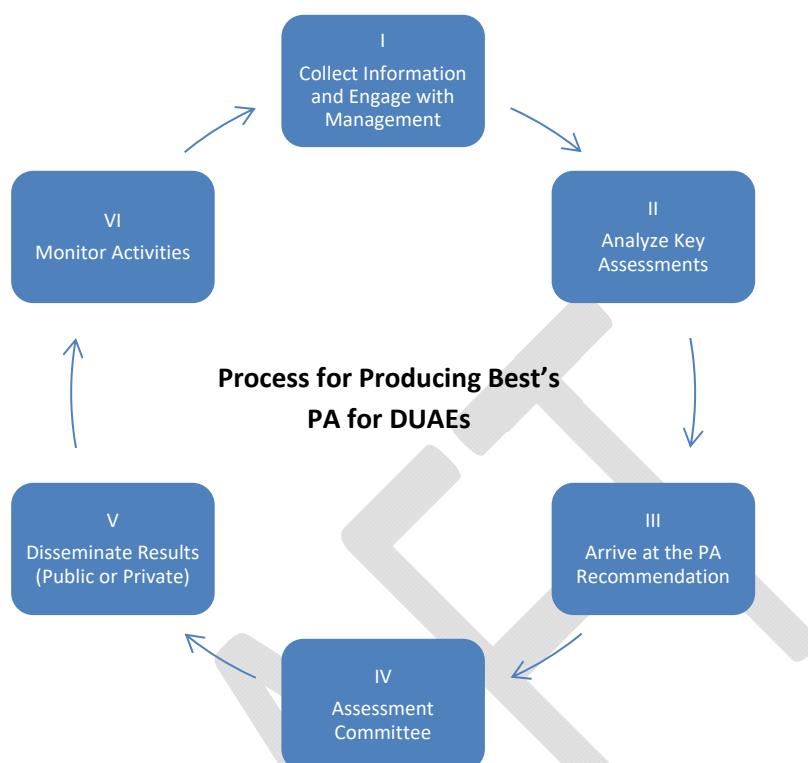 I
Collect Information
and Engage with
Management
II
Analyze Key
Assessments
III
Arrive at the PA
Recommendation
IV
Assessment
Committee
V
Disseminate Results
(Public or Private)
VI
Monitor Activities
Process for Producing Best’s
PA for DUAEs